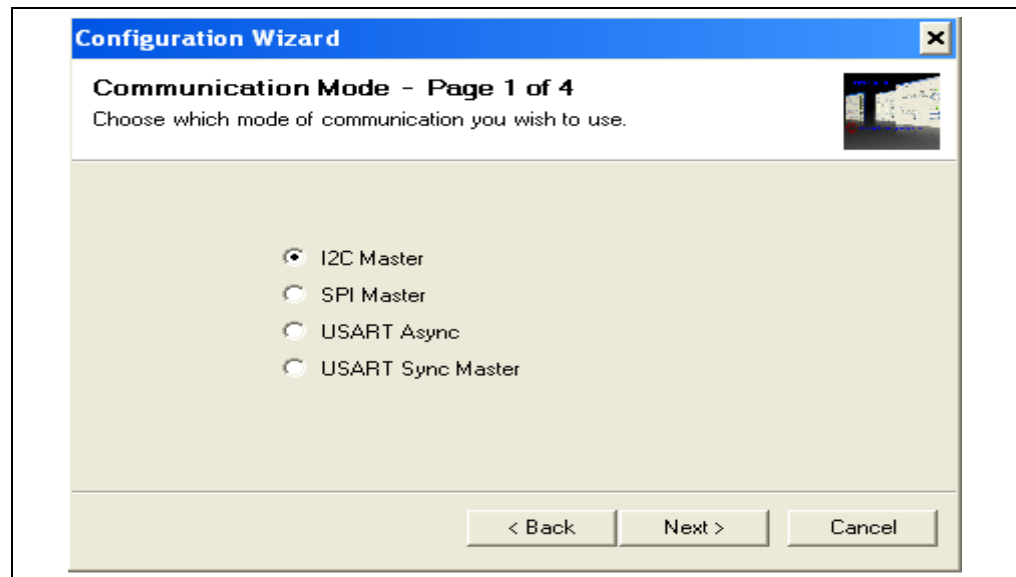 Configuration Wizard
Communication Mode - Page 1 of 4
Choose which mode of communication you wish to use.
I2C Master
SPI Master
USART Async
USART Sync Master
< Back
Next >
Cancel